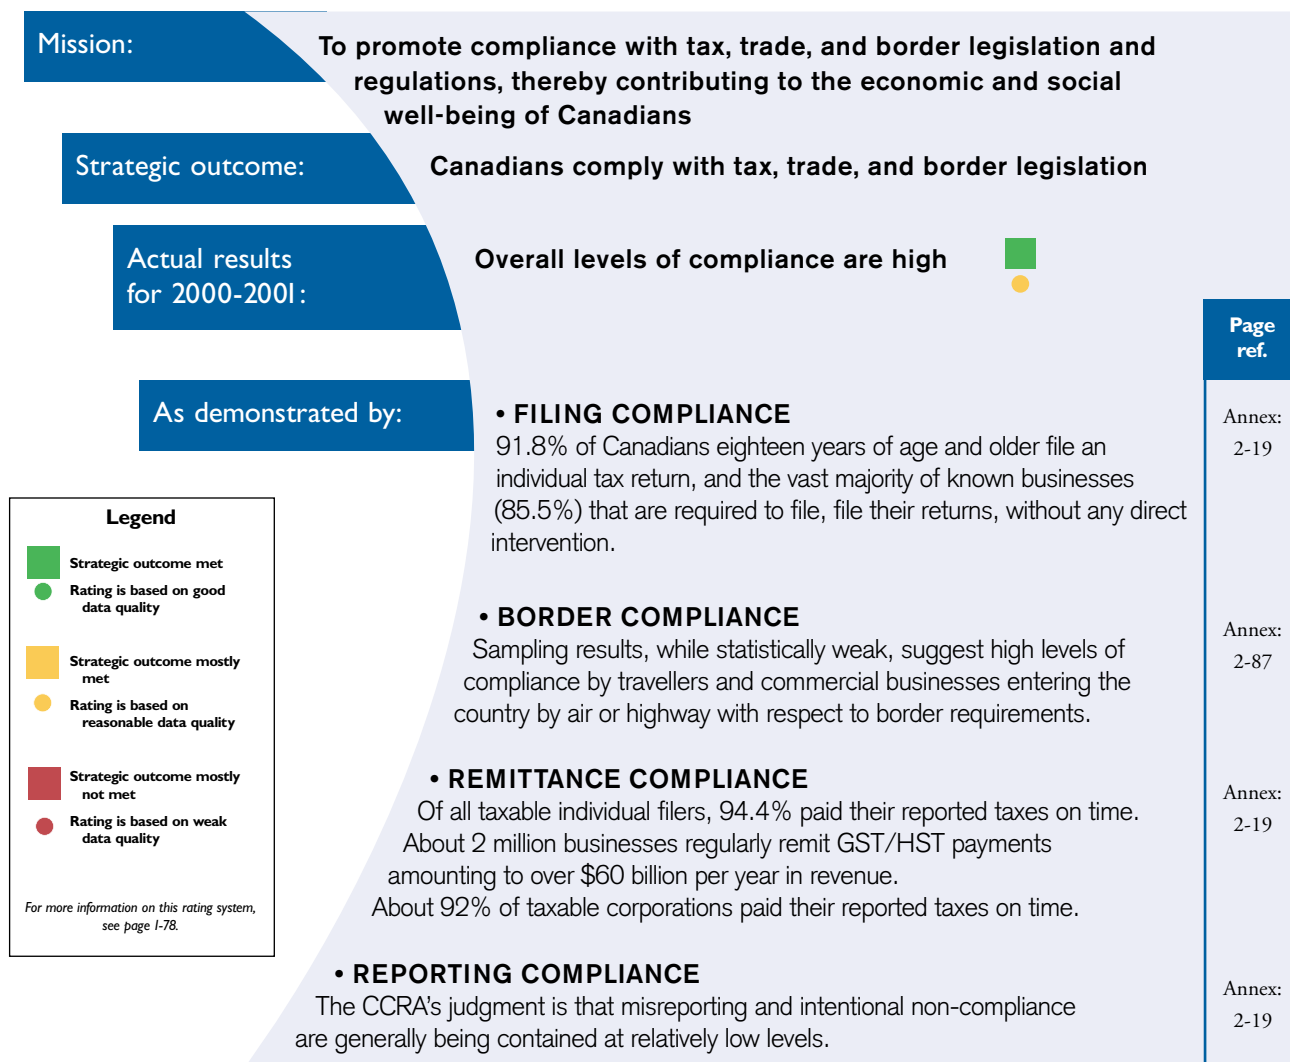 Mission:
To promote compliance with tax, trade, and border legislation and
regulations, thereby contributing to the economic and social
well-being of Canadians
Strategic outcome:
Canadians comply with tax, trade, and border legislation
Actual results
for 2000-2001:
Overall levels of compliance are high
Page
ref.
As demonstrated by:
• FILING COMPLIANCE
91.8% of Canadians eighteen years of age and older file an
individual tax return, and the vast majority of known businesses
(85.5%) that are required to file, file their returns, without any direct
intervention.
Annex:
2-19
• BORDER COMPLIANCE
Sampling results, while statistically weak, suggest high levels of
compliance by travellers and commercial businesses entering the
country by air or highway with respect to border requirements.
Annex:
2-87
• REMITTANCE COMPLIANCE
Of all taxable individual filers, 94.4% paid their reported taxes on time.
About 2 million businesses regularly remit GST/HST payments
amounting to over $60 billion per year in revenue.
About 92% of taxable corporations paid their reported taxes on time.
Annex:
2-19
• REPORTING COMPLIANCE
The CCRA's judgment is that misreporting and intentional non-compliance
are generally being contained at relatively low levels.
Annex:
2-19
Legend
Strategic outcome met
Rating is based on good
data quality
Strategic outcome mostly
met
Rating is based on
reasonable data quality
Strategic outcome mostly
not met
Rating is based on weak
data quality
For more information on this rating system,
see page 1-78.